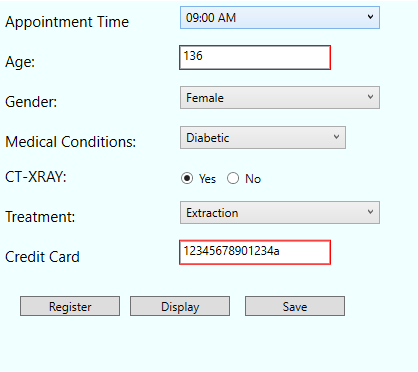 Appointment Time 09:00 AM
Age: 136
Gender: Female
Medical Conditions: Diabetic
CT-XRAY: Yes No
Treatment: Extraction
Credit Card 12345678901234a
Register Display Save